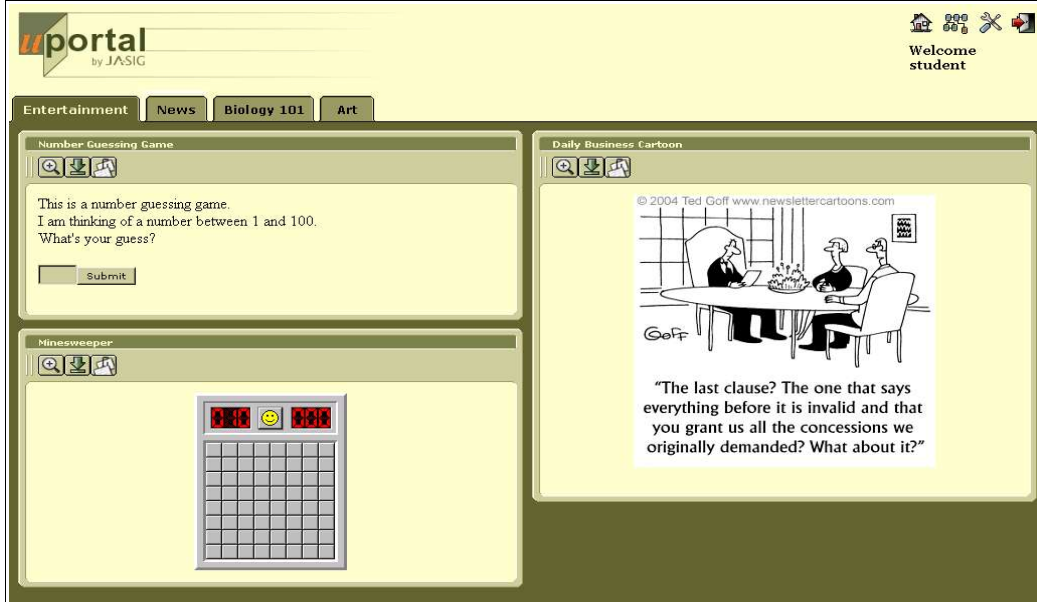 uportal
by JA-SIG
Welcome
student
Entertainment
News
Biology 101
Art
Number Guessing Game
This is a number guessing game.
I am thinking of a number between 1 and 100.
What's your guess?
Submit
Minesweeper
Daily Business Cartoon
© 2004 Ted Goff www.newslettercartoons.com
Goff
“The last clause? The one that says
everything before it is invalid and that
you grant us all the concessions we
originally demanded? What about it?”